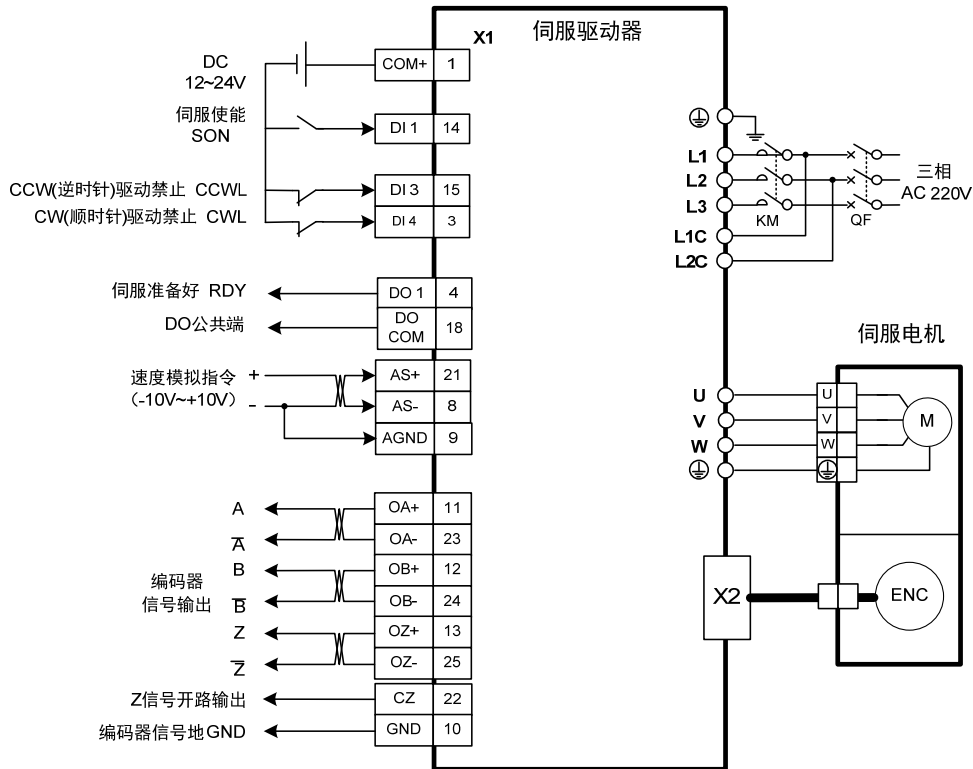 伺服驱动器
X1
DC
12~24V
COM+ 1
伺服使能
SON
DI 1 14
CCW(逆时针)驱动禁止 CCWL
DI 3 15
CW(顺时针)驱动禁止 CWL
DI 4 3
伺服准备好 RDY
DO 1 4
DO公共端
DO
COM
18
速度模拟指令
(-10V~+10V)
+
-
AS+ 21
AS- 8
AGND 9
A
OA+ 11
A̅
OA- 23
B
OB+ 12
编码器
信号输出
B̅
OB- 24
Z
OZ+ 13
Z̅
OZ- 25
Z信号开路输出
CZ 22
编码器信号地GND
GND 10
L1
L2
L3
L1C
L2C
KM
QF
三相
AC 220V
伺服电机
U
V
W
U
V
W
M
X2
ENC